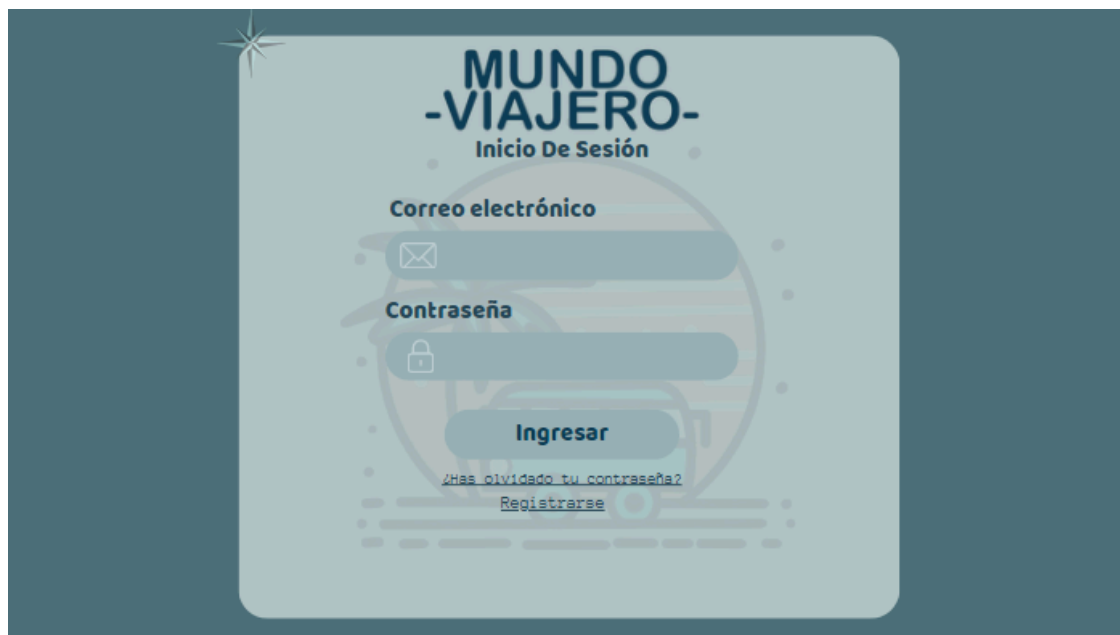 MUNDO
-VIAJERO-
Inicio De Sesión
Correo electrónico
Contraseña
Ingresar
¿Has olvidado tu contraseña?
Registrarse